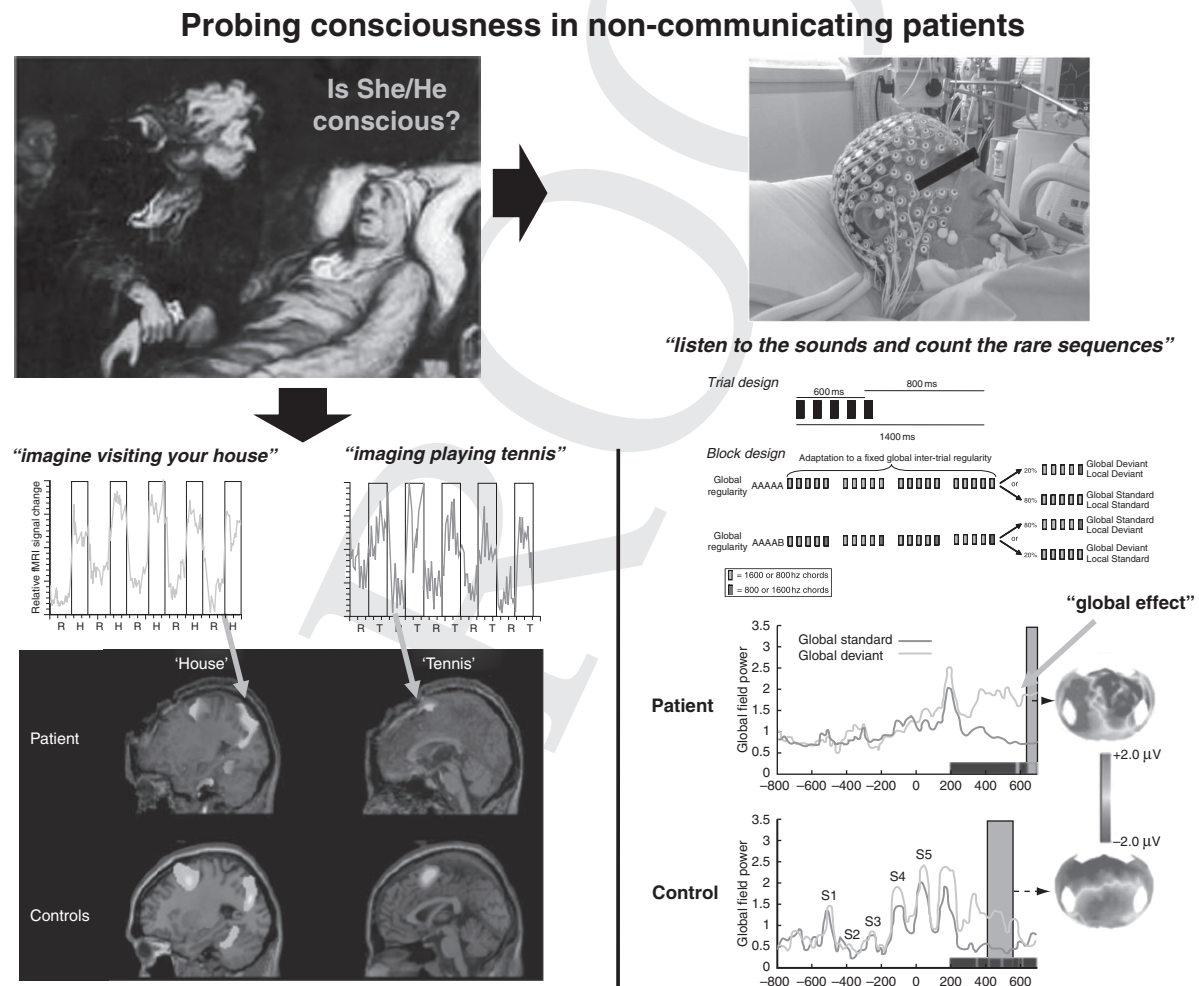 Probing consciousness in non-communicating patients
Is She/He
conscious?
"listen to the sounds and count the rare sequences"
Trial design
600 ms
800 ms
1400 ms
"imagine visiting your house"
"imaging playing tennis"
Block design
Adaptation to a fixed global inter-trial regularity
Global
regularity AAAAA
20%
Global Deviant
Local Deviant
or
80%
Global Standard
Local Standard
Global
regularity AAAAB
80%
Global Standard
Local Deviant
or
20%
Global Deviant
Local Standard
= 1600 or 800hz chords
= 800 or 1600hz chords
Relative fMRI signal change
R H R H R H R H R H
R T R T R T R T R T
'House'
'Tennis'
Patient
Controls
"global effect"
Patient
Global field power
3.5
3
2.5
2
1.5
1
0.5
0
Global standard
Global deviant
–800 –600 –400 –200 0 200 400 600
+2.0 µV
–2.0 µV
Control
Global field power
3.5
3
2.5
2
1.5
1
0.5
0
S1
S2
S3
S4
S5
–800 –600 –400 –200 0 200 400 600